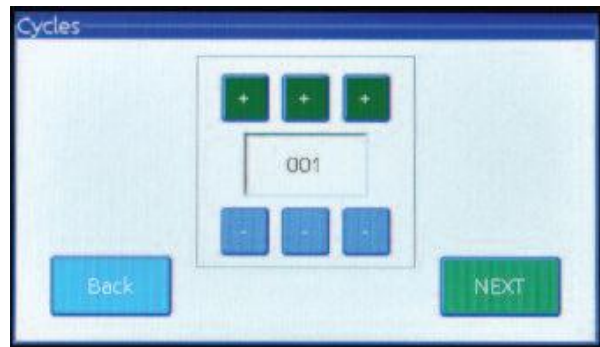 Cycles
+ + +
001
- - -
Back NEXT